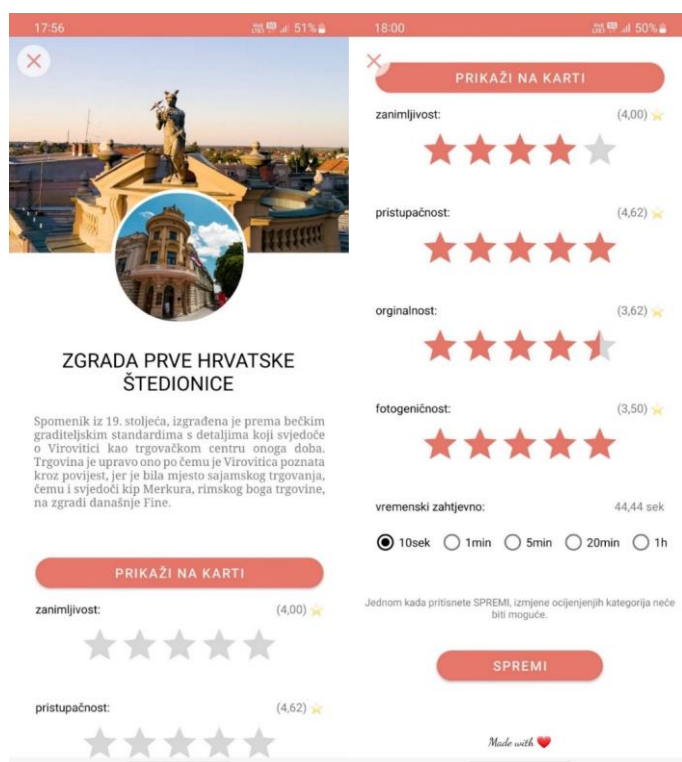 17:56
51%
ZGRADA PRVE HRVATSKE
ŠTEDIONICE
Spomenik iz 19. stoljeća, izgrađena je prema bečkim
graditeljskim standardima s detaljima koji svjedoče
o Virovitici kao trgovačkom centru onoga doba.
Trgovina je upravo ono po čemu je Virovitica poznata
kroz povijest, jer je bila mjesto sajamskog trgovanja,
čemu i svjedoči kip Merkura, rimskog boga trgovine,
na zgradi današnje Fine.
PRIKAŽI NA KARTI
zanimljivost: (4,00)
pristupačnost: (4,62)
18:00
50%
PRIKAŽI NA KARTI
zanimljivost: (4,00)
pristupačnost: (4,62)
orginalnost: (3,62)
fotogeničnost: (3,50)
vremenski zahtjevno: 44,44 sek
10sek 1min 5min 20min 1h
Jednom kada pritisnete SPREMI, izmjene ocijenjenjih kategorija neće
biti moguće.
SPREMI
Made with